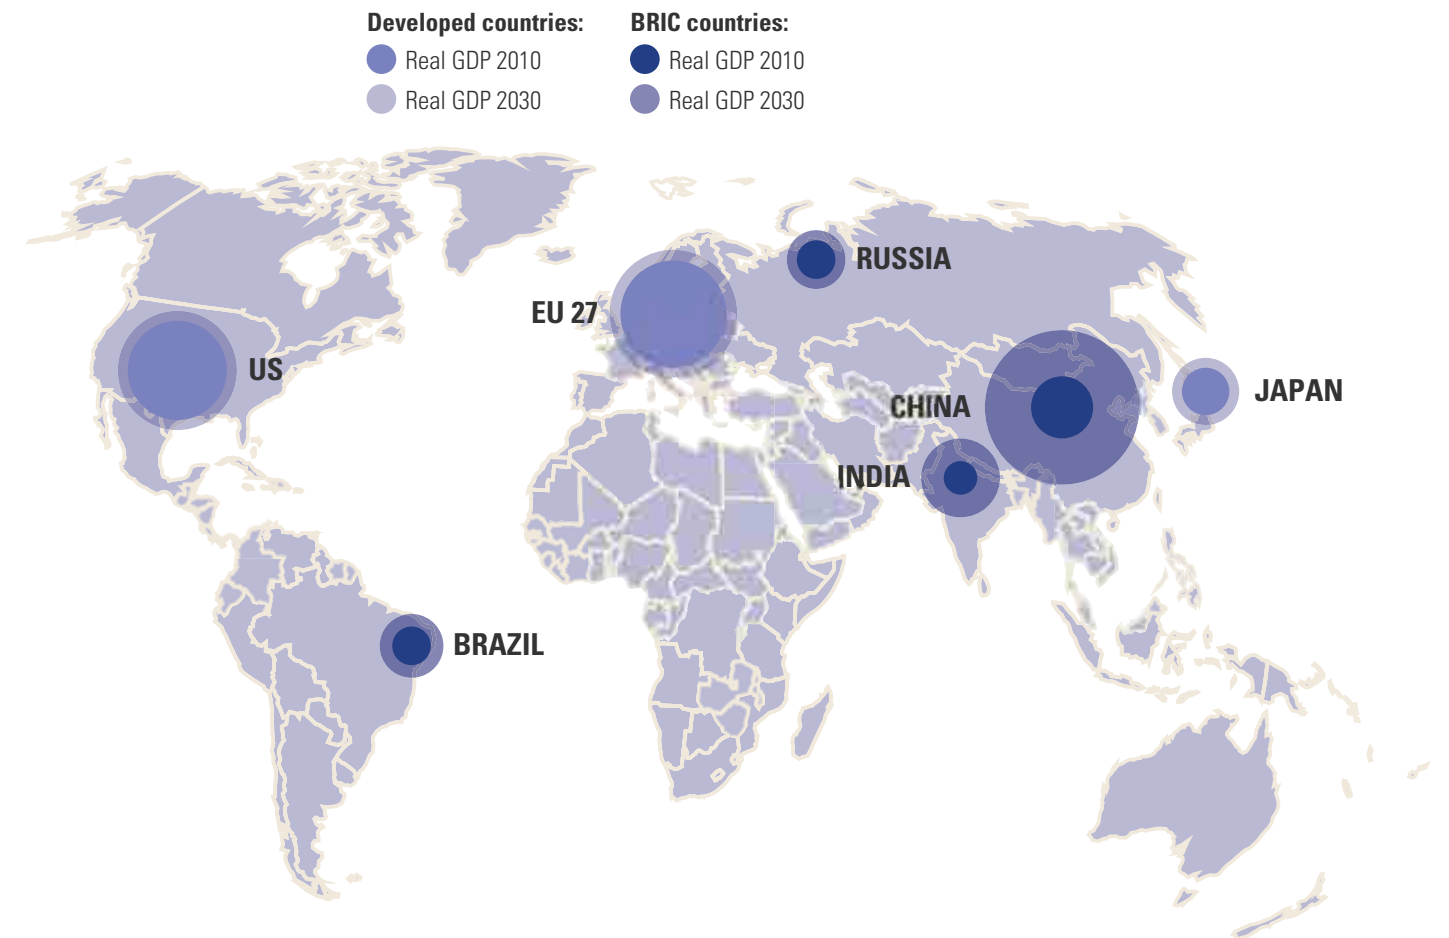 Developed countries:
Real GDP 2010
Real GDP 2030
BRIC countries:
Real GDP 2010
Real GDP 2030
RUSSIA
EU 27
US
JAPAN
CHINA
INDIA
BRAZIL